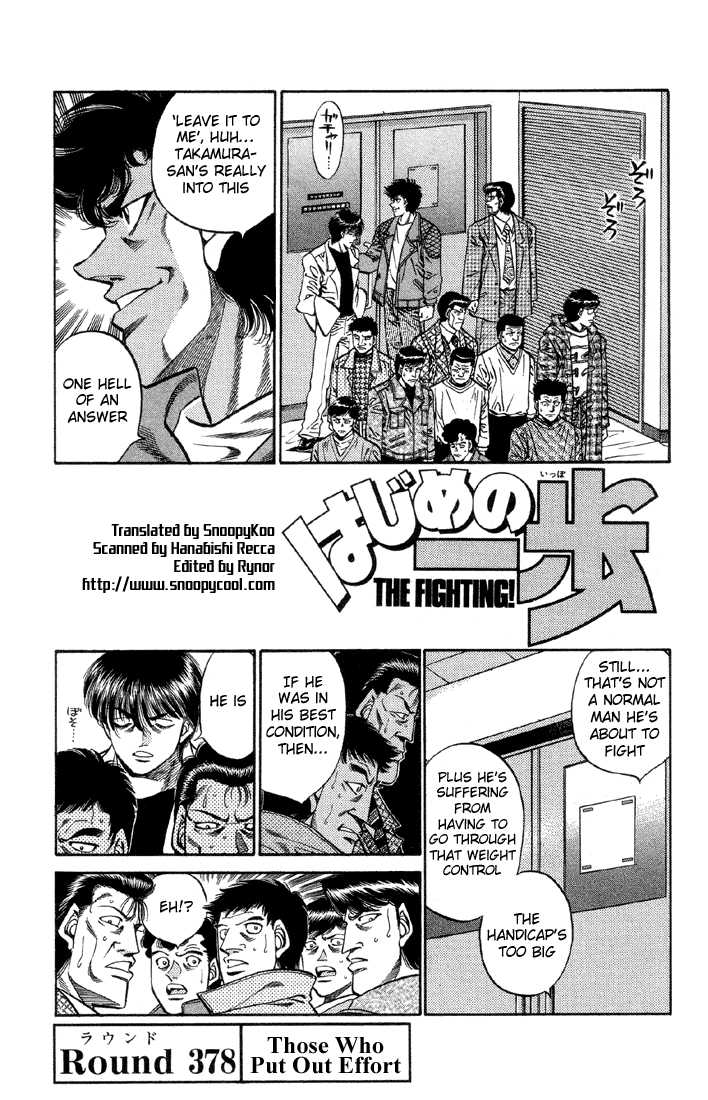 ガチャリ…
ぞろ
ぞろ
'LEAVE IT TO
ME', HUH...
TAKAMURA-
SAN'S REALLY
INTO THIS
ONE HELL
OF AN
ANSWER
Translated by SnoopyKoo
Scanned by Hanabishi Recca
Edited by Rynor
http://www.snoopycool.com
いっぽ
はじめの一歩
THE FIGHTING!
STILL...
THAT'S NOT
A NORMAL
MAN HE'S
ABOUT TO
FIGHT
PLUS HE'S
SUFFERING
FROM
HAVING TO
GO THROUGH
THAT WEIGHT
CONTROL
THE
HANDICAP'S
TOO BIG
IF HE
WAS IN
HIS BEST
CONDITION,
THEN...
HE IS
ぼそ…
EH!?
ラウンド
Round 378
Those Who
Put Out Effort